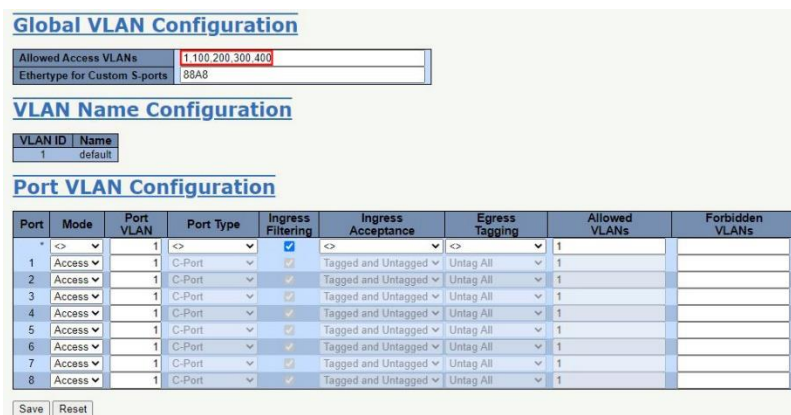 Global VLAN Configuration
Allowed Access VLANs 1,100,200,300,400
Ethertype for Custom S-ports 88A8
VLAN Name Configuration
VLAN ID Name
1 default
Port VLAN Configuration
Port Mode Port VLAN Port Type Ingress Filtering Ingress Acceptance Egress Tagging Allowed VLANs Forbidden VLANs
* <> 1 <> <> <> 1
1 Access 1 C-Port Tagged and Untagged Untag All 1
2 Access 1 C-Port Tagged and Untagged Untag All 1
3 Access 1 C-Port Tagged and Untagged Untag All 1
4 Access 1 C-Port Tagged and Untagged Untag All 1
5 Access 1 C-Port Tagged and Untagged Untag All 1
6 Access 1 C-Port Tagged and Untagged Untag All 1
7 Access 1 C-Port Tagged and Untagged Untag All 1
8 Access 1 C-Port Tagged and Untagged Untag All 1
Save Reset